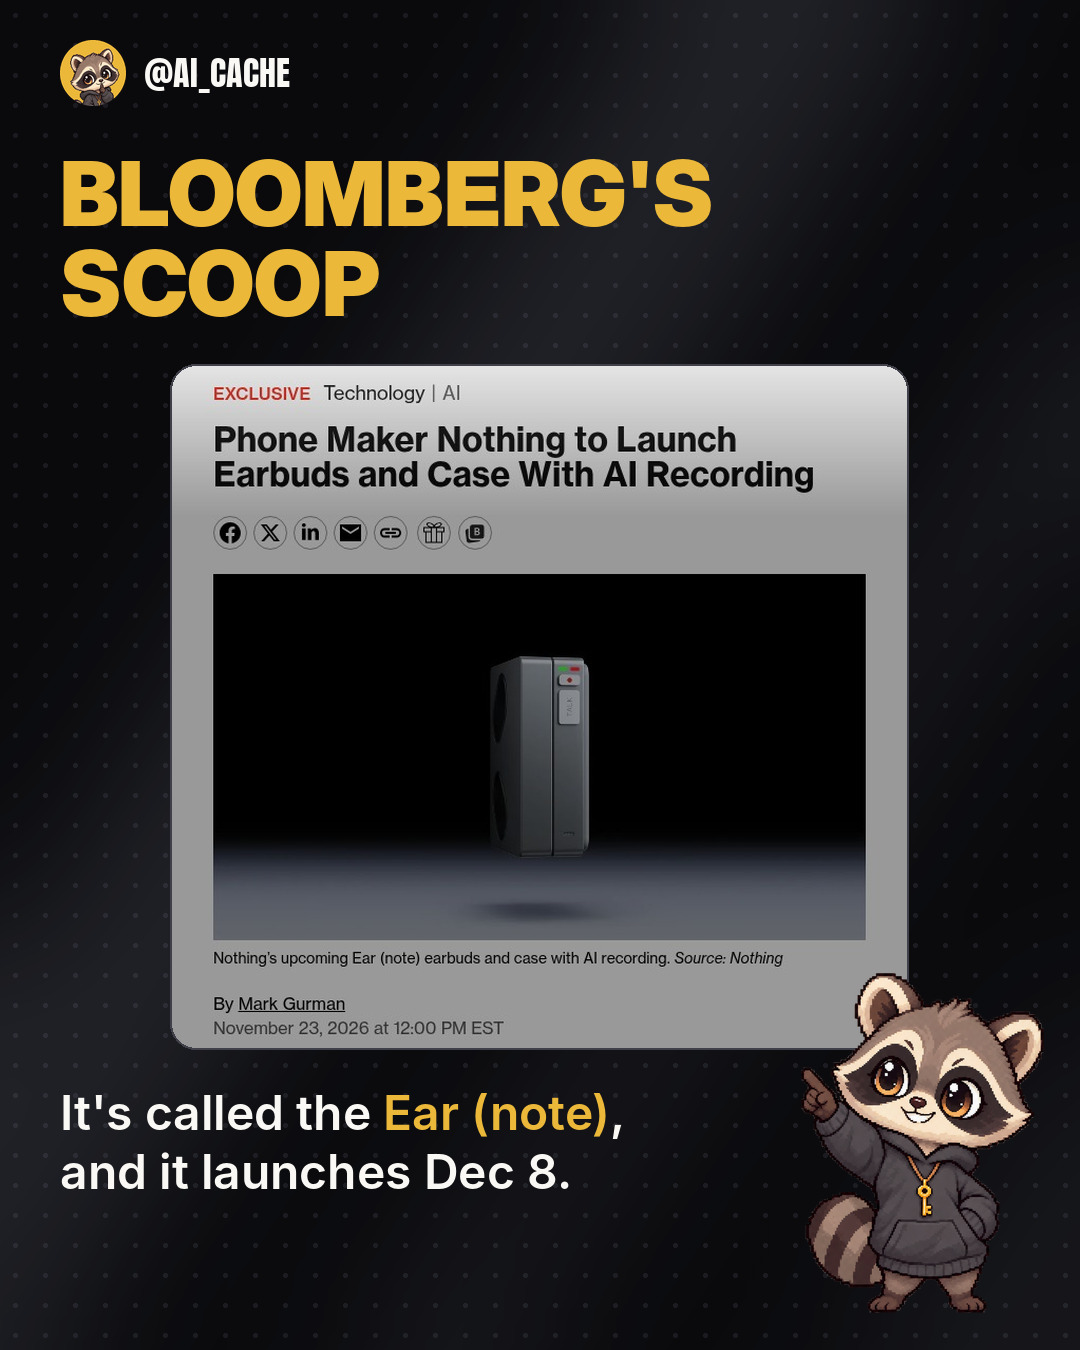 @AI_CACHE
BLOOMBERG'S
SCOOP
EXCLUSIVE Technology | AI
Phone Maker Nothing to Launch
Earbuds and Case With AI Recording
TALK
Nothing's upcoming Ear (note) earbuds and case with AI recording. Source: Nothing
By Mark Gurman
November 23, 2026 at 12:00 PM EST
It's called the Ear (note),
and it launches Dec 8.